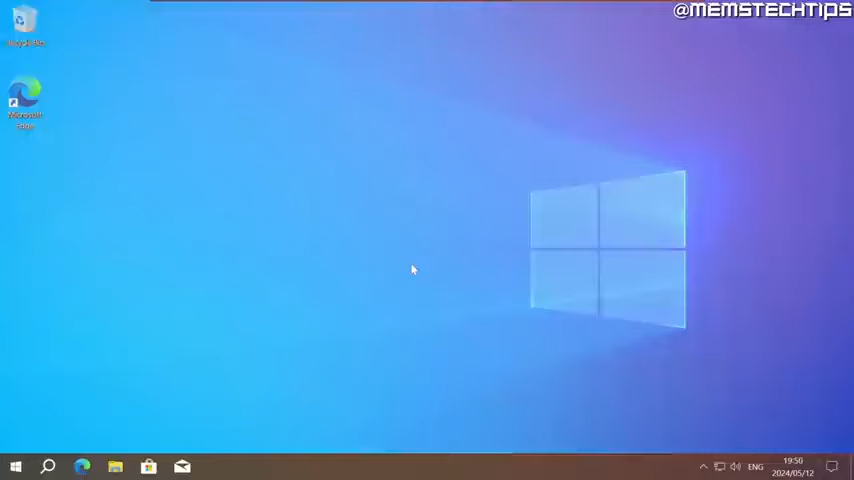 @MEMSTECHTIPS
Recycle Bin
Microsoft
Edge
ENG
19:50
2024/05/12